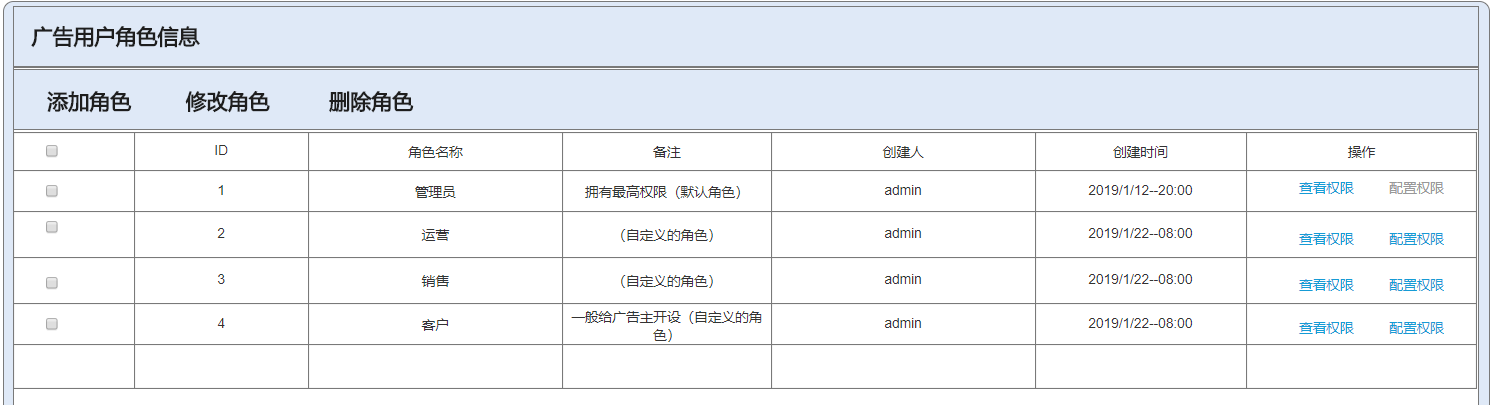 广告用户角色信息
添加角色 修改角色 删除角色
ID 角色名称 备注 创建人 创建时间 操作
1 管理员 拥有最高权限（默认角色） admin 2019/1/12--20:00 查看权限 配置权限
2 运营 （自定义的角色） admin 2019/1/22--08:00 查看权限 配置权限
3 销售 （自定义的角色） admin 2019/1/22--08:00 查看权限 配置权限
4 客户 一般给广告主开设（自定义的角
色） admin 2019/1/22--08:00 查看权限 配置权限